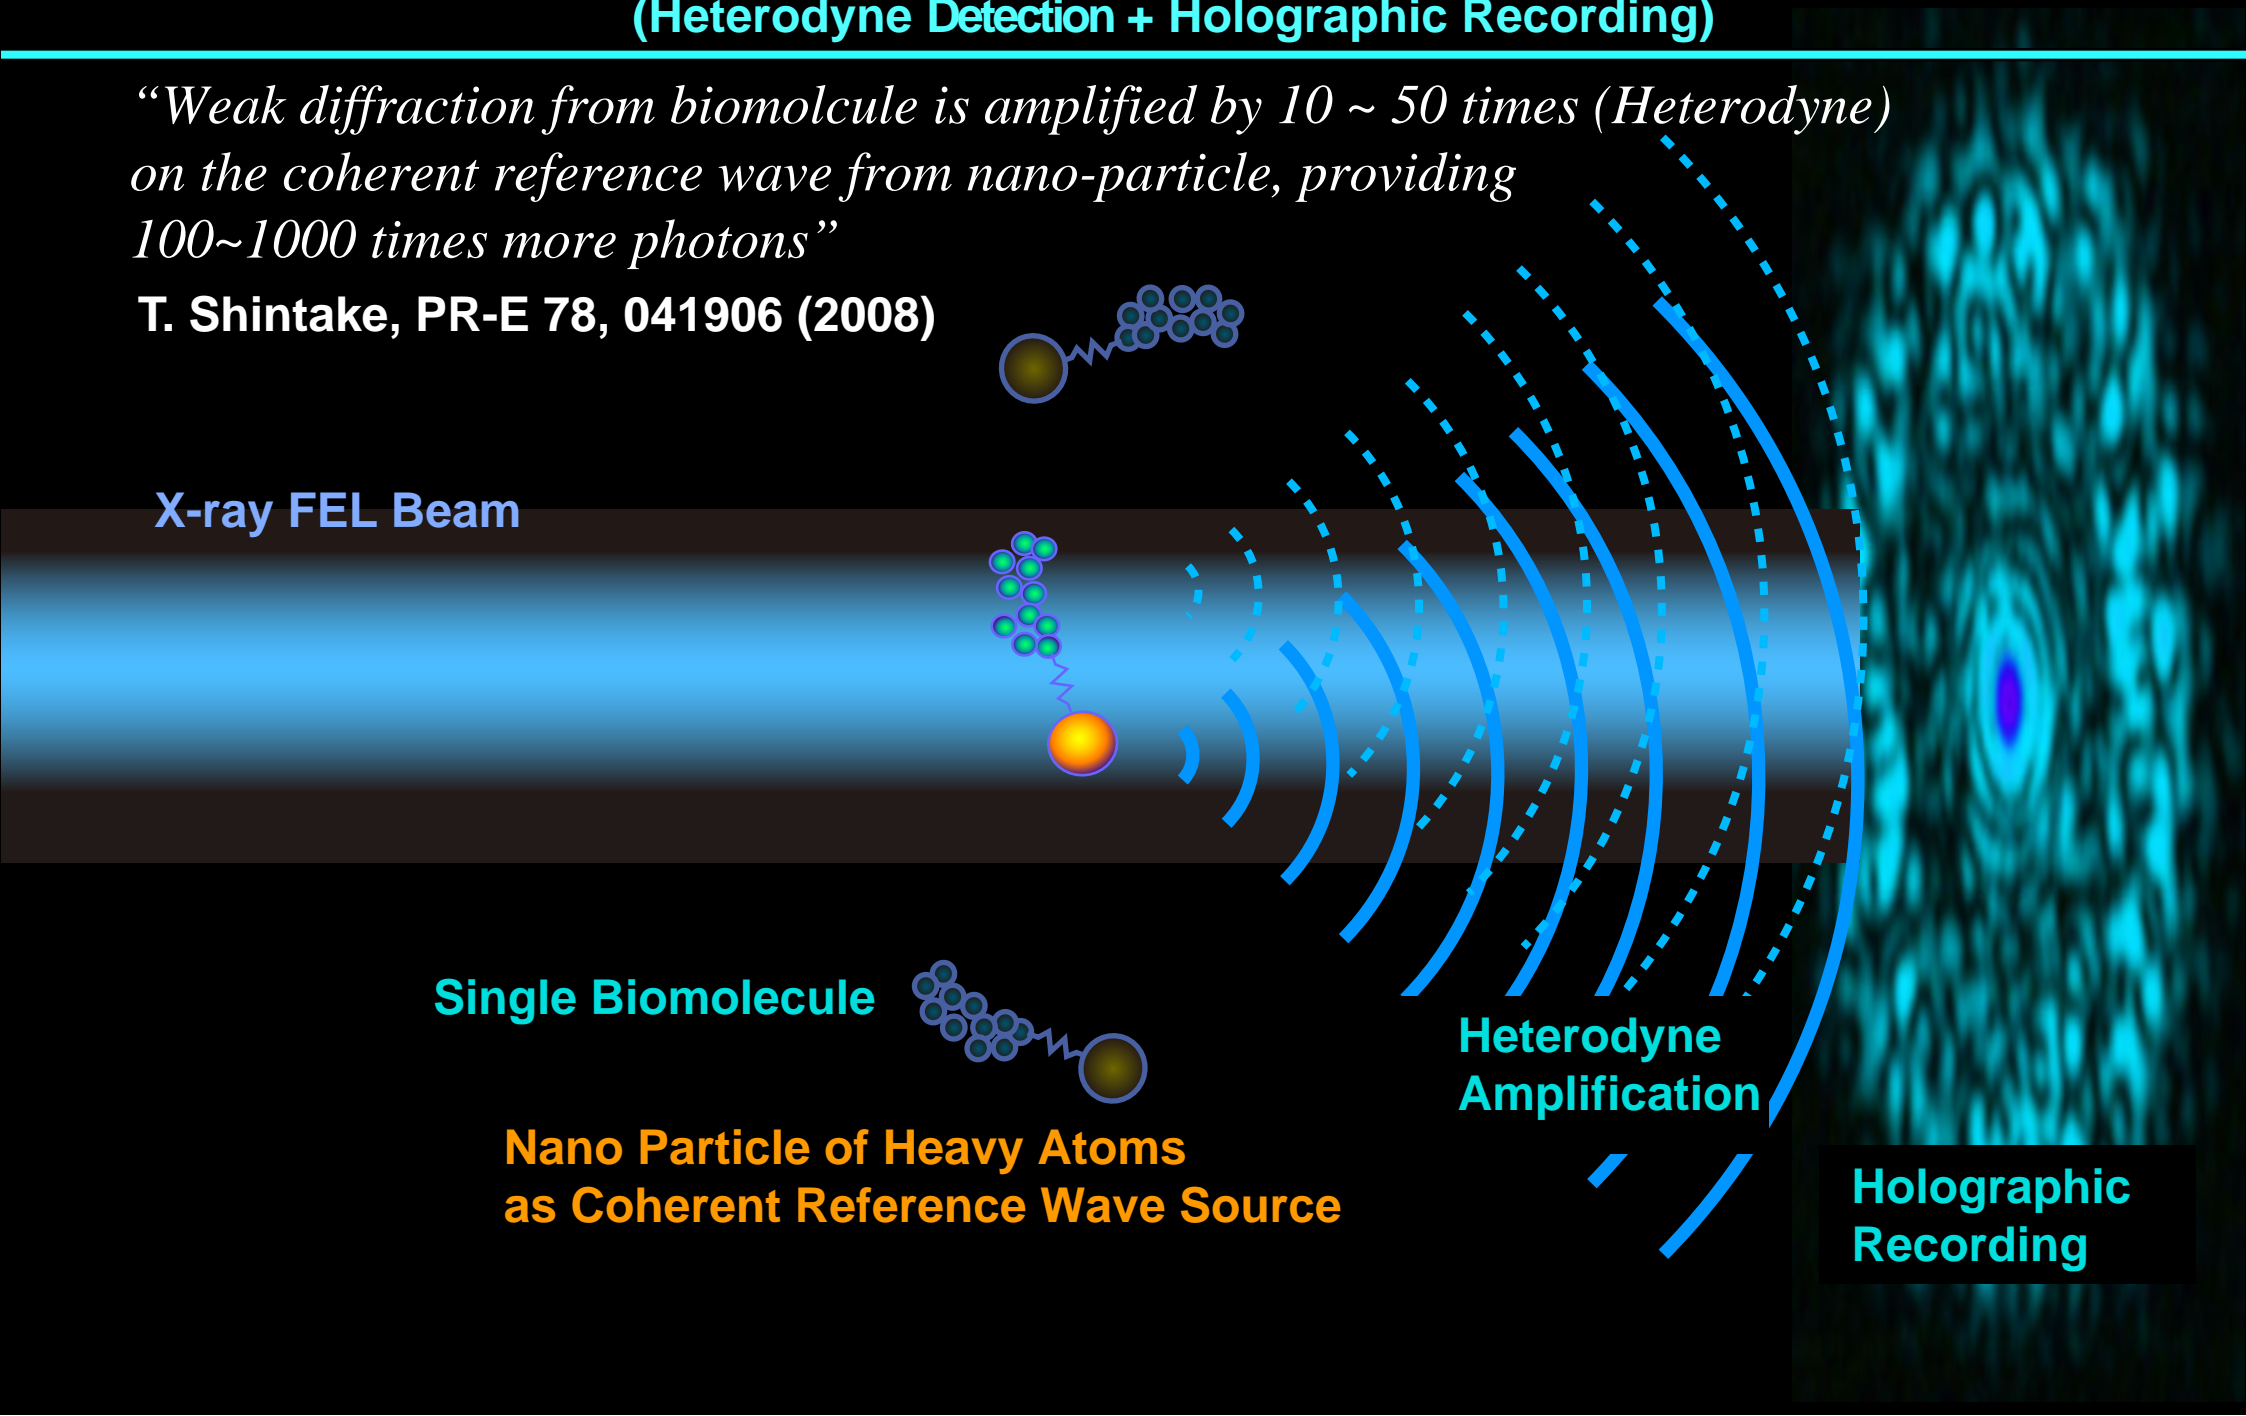 (Heterodyne Detection + Holographic Recording)
“Weak diffraction from biomolcule is amplified by 10 ~ 50 times (Heterodyne)
on the coherent reference wave from nano-particle, providing
100~1000 times more photons”
T. Shintake, PR-E 78, 041906 (2008)
X-ray FEL Beam
Single Biomolecule
Heterodyne
Amplification
Nano Particle of Heavy Atoms
as Coherent Reference Wave Source
Holographic
Recording